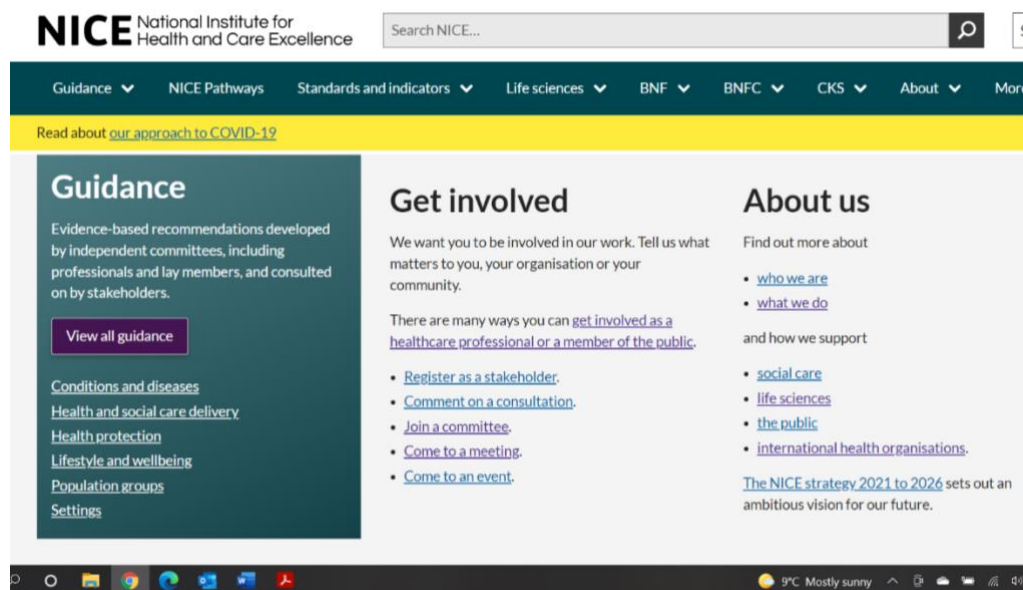 NICE National Institute for
Health and Care Excellence
Search NICE...
Guidance NICE Pathways Standards and indicators Life sciences BNF BNFC CKS About More
Read about our approach to COVID-19
Guidance
Evidence-based recommendations developed
by independent committees, including
professionals and lay members, and consulted
on by stakeholders.
View all guidance
Conditions and diseases
Health and social care delivery
Health protection
Lifestyle and wellbeing
Population groups
Settings
Get involved
We want you to be involved in our work. Tell us what
matters to you, your organisation or your
community.
There are many ways you can get involved as a
healthcare professional or a member of the public.
• Register as a stakeholder.
• Comment on a consultation.
• Join a committee.
• Come to a meeting.
• Come to an event.
About us
Find out more about
• who we are
• what we do
and how we support
• social care
• life sciences
• the public
• international health organisations.
The NICE strategy 2021 to 2026 sets out an
ambitious vision for our future.
9°C Mostly sunny